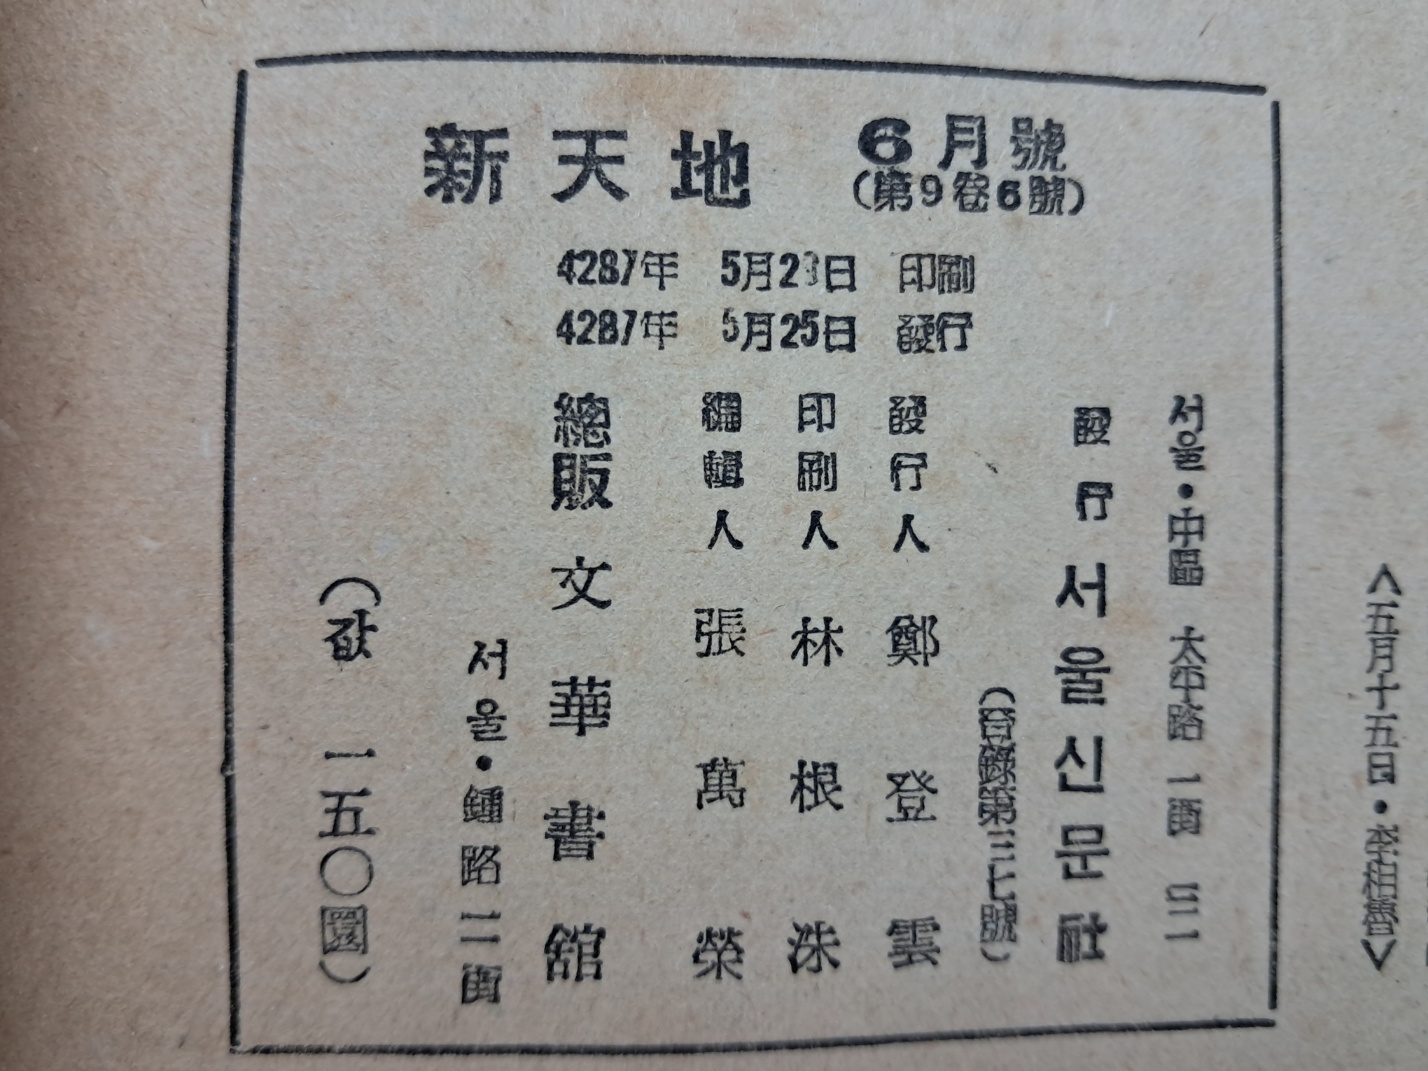 新天地 6月號
(第9卷6號)
4287年 5月23日 印刷
4287年 5月25日 發行
서울・中區 太平路 一街 三一
發行 서울신문社
(登錄第三七號)
發行人 鄭登雲
印刷人 林根洙
編輯人 張萬榮
總販 文華書舘
서울・鍾路 二街
(값 一五〇圜)
<五月十五日・李相魯>